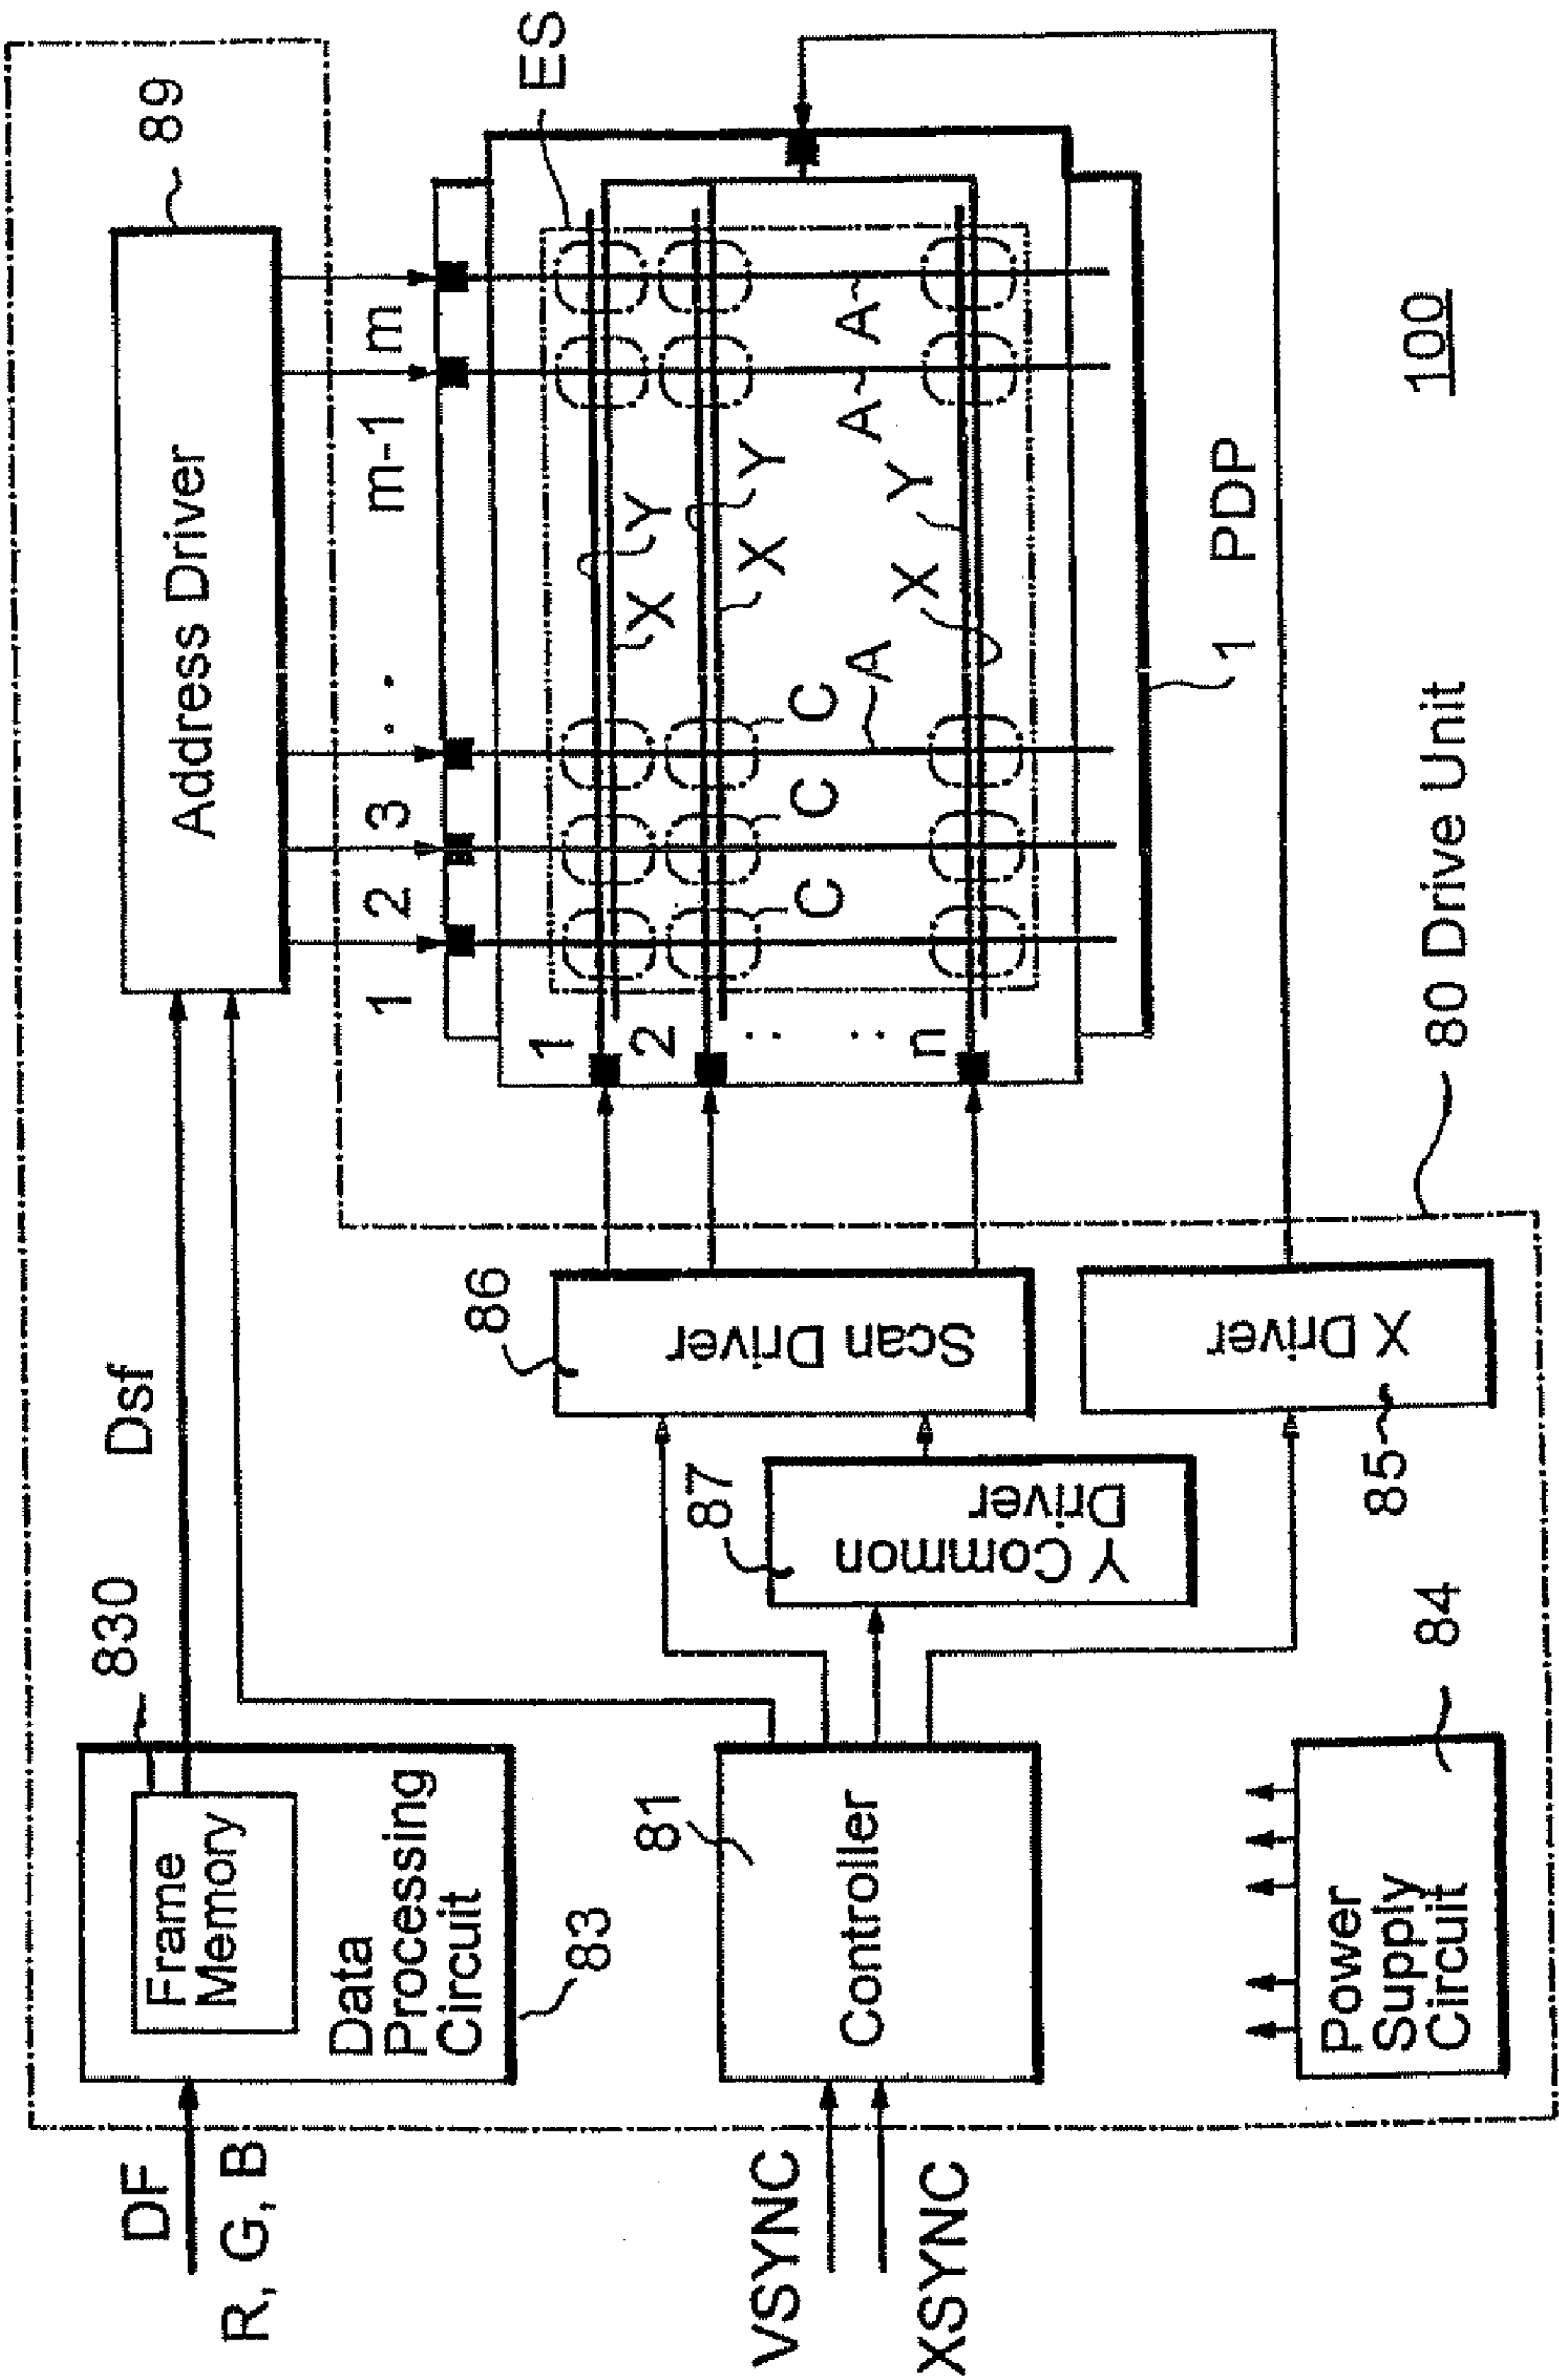 DF
R, G, B
830
Frame
Memory
Data
Processing
Circuit
83
Dsf
Address Driver
89
VSYNC
XSYNC
81
Controller
87
Y Common
Driver
86
Scan Driver
85
X Driver
84
Power
Supply
Circuit
1
2
3
. .
m-1
m
ES
1
2
. .
. .
n
C
C
C
X
Y
X
Y
X
Y
A
A
A
1 PDP
80 Drive Unit
100